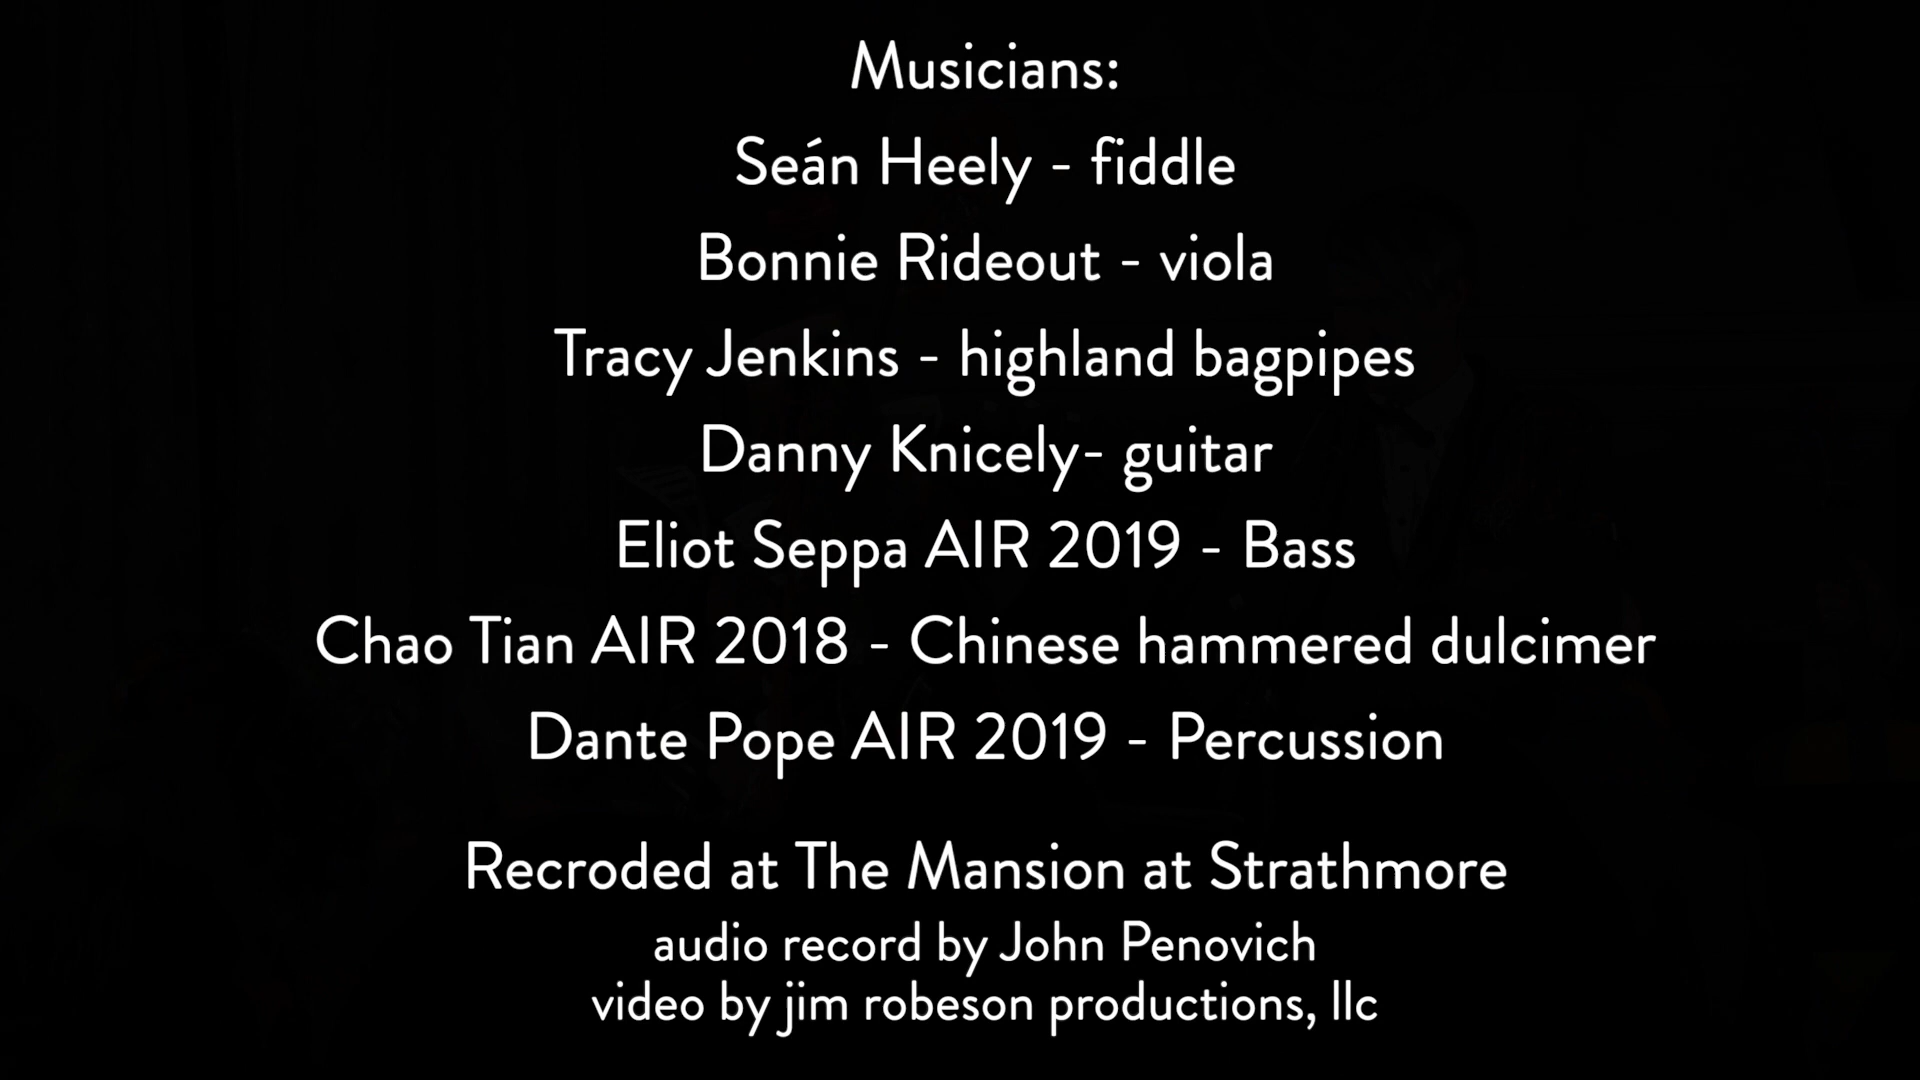 Musicians:
Seán Heely - fiddle
Bonnie Rideout - viola
Tracy Jenkins - highland bagpipes
Danny Knicely- guitar
Eliot Seppa AIR 2019 - Bass
Chao Tian AIR 2018 - Chinese hammered dulcimer
Dante Pope AIR 2019 - Percussion
Recroded at The Mansion at Strathmore
audio record by John Penovich
video by jim robeson productions, llc